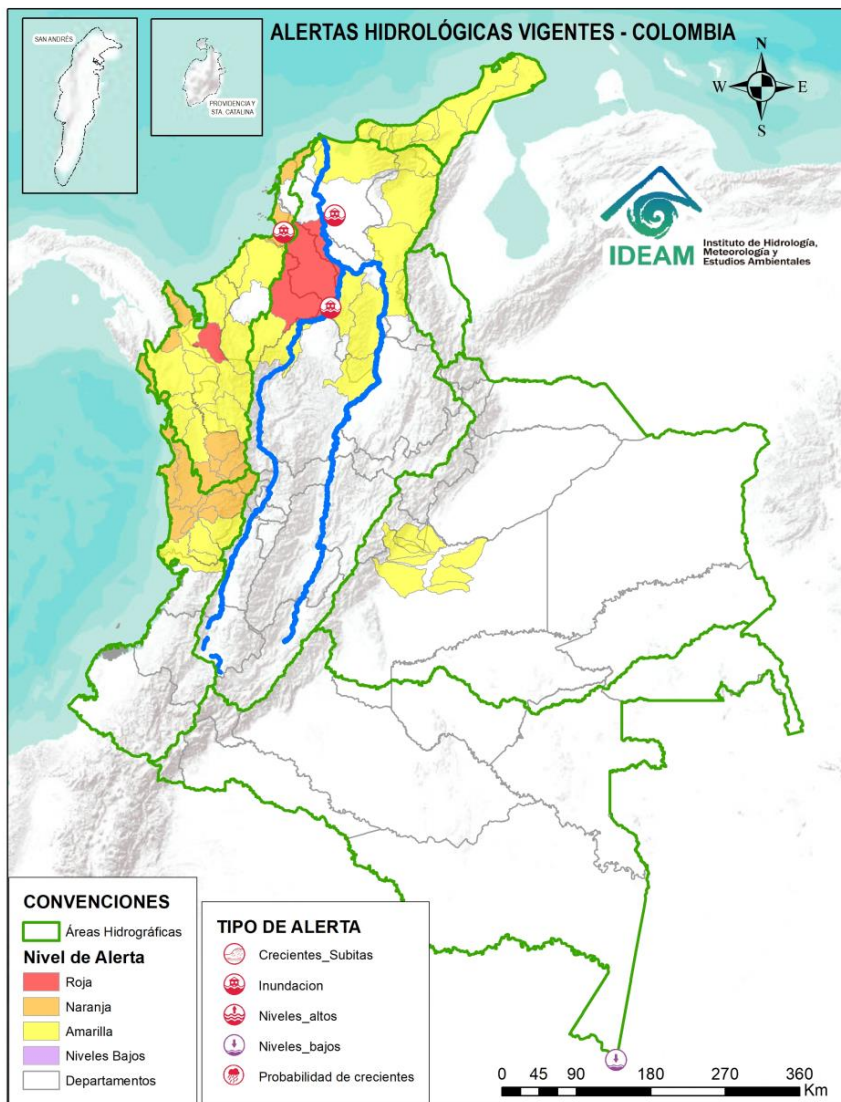 ALERTAS HIDROLÓGICAS VIGENTES - COLOMBIA
SAN ANDRÉS
PROVIDENCIA Y
STA. CATALINA
N
W E
S
IDEAM
Instituto de Hidrología,
Meteorología y
Estudios Ambientales
CONVENCIONES
Áreas Hidrográficas
Nivel de Alerta
Roja
Naranja
Amarilla
Niveles Bajos
Departamentos
TIPO DE ALERTA
Crecientes_Subitas
Inundacion
Niveles_altos
Niveles_bajos
Probabilidad de crecientes
0 45 90 180 270 360
Km